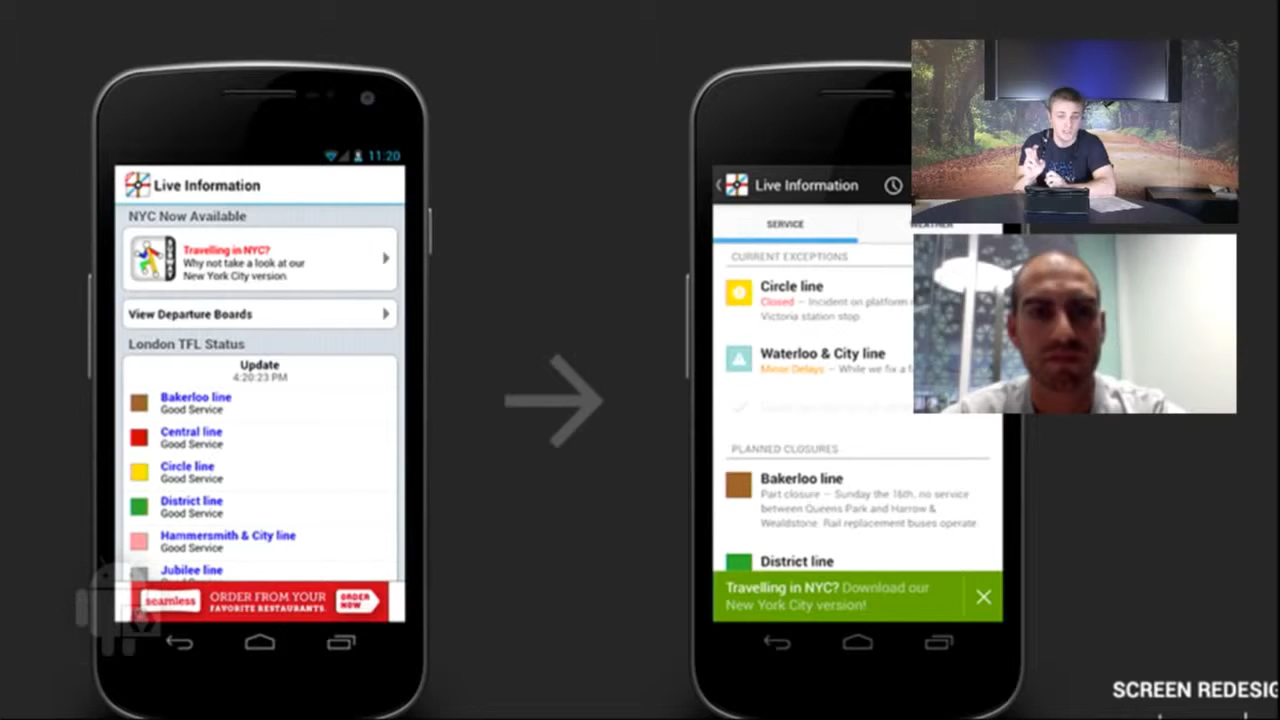 11:20
Live Information
NYC Now Available
Travelling in NYC?
Why not take a look at our
New York City version
View Departure Boards
London TFL Status
Update
4:20:23 PM
Bakerloo line
Good Service
Central line
Good Service
Circle line
Good Service
District line
Good Service
Hammersmith & City line
Good Service
Jubilee line
seamless
ORDER FROM YOUR
FAVORITE RESTAURANTS
ORDER
NOW
Live Information
SERVICE
WEATHER
CURRENT EXCEPTIONS
Circle line
Closed – Incident on platform
Victoria station stop.
Waterloo & City line
Minor Delays – While we fix a
PLANNED CLOSURES
Bakerloo line
Part closure – Sunday the 16th, no service
between Queens Park and Harrow &
Wealdstone. Rail replacement buses operate.
District line
Travelling in NYC? Download our
New York City version!
SCREEN REDESIG